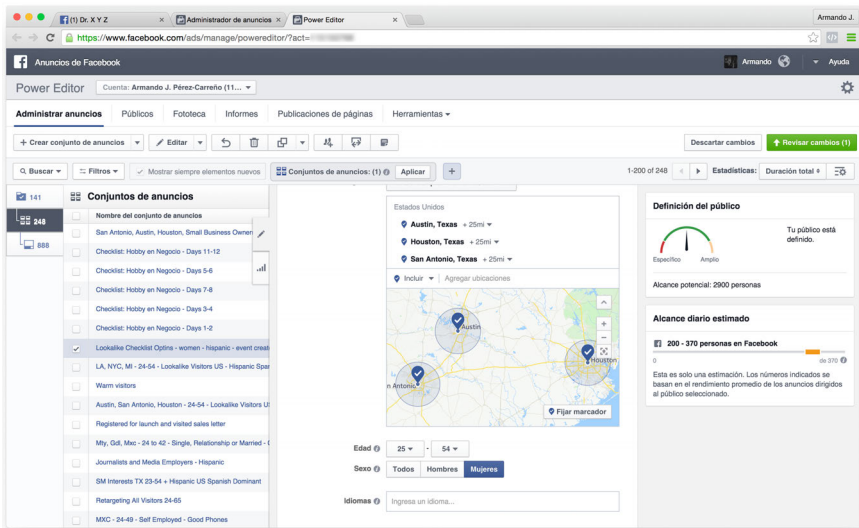 (1) Dr. X Y Z
Administrador de anuncios
Power Editor
Armando J.
https://www.facebook.com/ads/manage/powereditor/?act=
Anuncios de Facebook
Armando
Ayuda
Power Editor
Cuenta: Armando J. Pérez-Carreño (11...
Administrar anuncios
Públicos
Fototeca
Informes
Publicaciones de páginas
Herramientas
+ Crear conjunto de anuncios
Editar
Descartar cambios
Revisar cambios (1)
Buscar
Filtros
Mostrar siempre elementos nuevos
Conjuntos de anuncios: (1)
Aplicar
+
1-200 of 248
Estadísticas:
Duración total
141
248
888
Conjuntos de anuncios
Nombre del conjunto de anuncios
San Antonio, Austin, Houston, Small Business Owner
Checklist: Hobby en Negocio - Days 11-12
Checklist: Hobby en Negocio - Days 5-6
Checklist: Hobby en Negocio - Days 7-8
Checklist: Hobby en Negocio - Days 3-4
Checklist: Hobby en Negocio - Days 1-2
Lookalike Checklist Optins - women - hispanic - event creat
LA, NYC, MI - 24-54 - Lookalike Visitors US - Hispanic Span
Warm visitors
Austin, San Antonio, Houston - 24-54 - Lookalike Visitors US
Registered for launch and visited sales letter
Mty, Gdl, Mxc - 24 to 42 - Single, Relationship or Married -
Journalists and Media Employers - Hispanic
SM Interests TX 23-54 + Hispanic US Spanish Dominant
Retargeting All Visitors 24-65
MXC - 24-49 - Self Employed - Good Phones
Estados Unidos
Austin, Texas + 25mi
Houston, Texas + 25mi
San Antonio, Texas + 25mi
Incluir
Agregar ubicaciones
Austin
Houston
n Antonio
+
−
Fijar marcador
Edad
25 - 54
Sexo
Todos
Hombres
Mujeres
Idiomas
Ingresa un idioma...
Definición del público
Tu público está
definido.
Específico
Amplio
Alcance potencial: 2900 personas
Alcance diario estimado
200 - 370 personas en Facebook
0
de 370
Esta es solo una estimación. Los números indicados se
basan en el rendimiento promedio de los anuncios dirigidos
al público seleccionado.